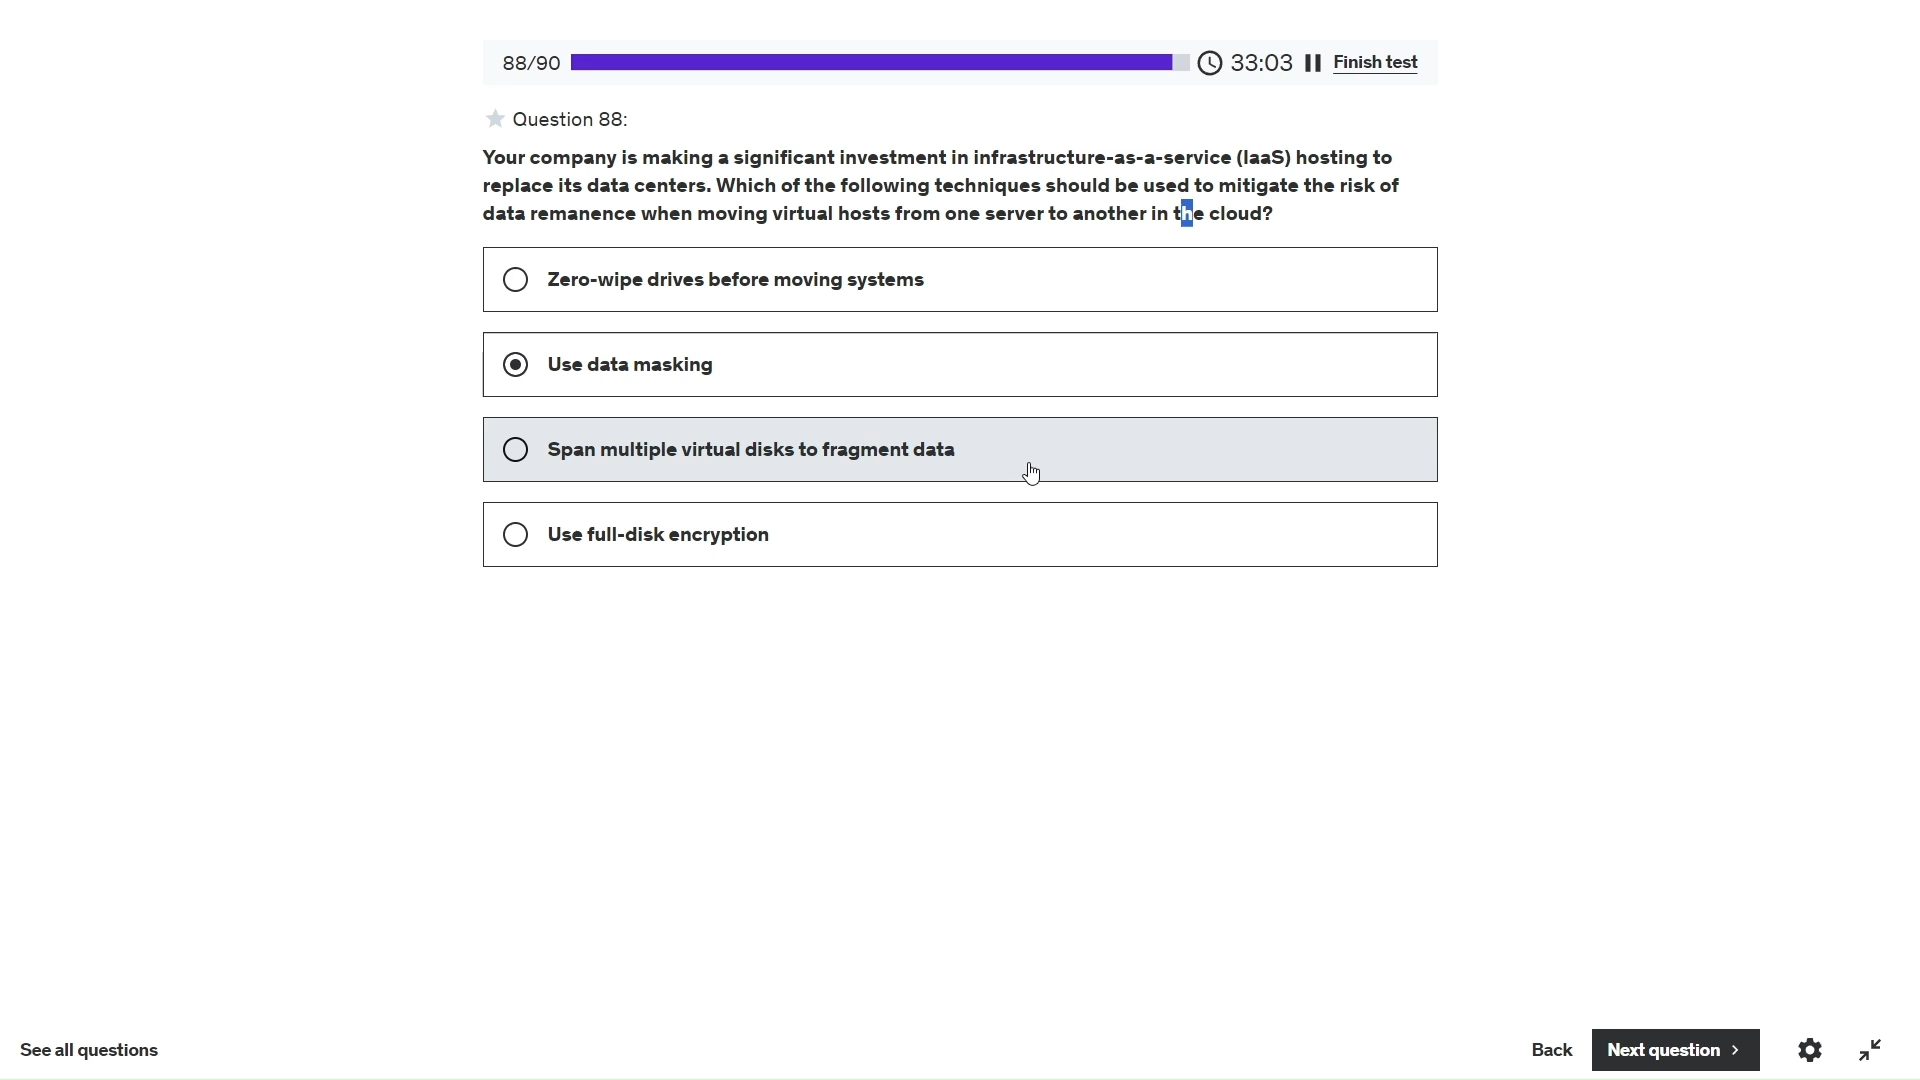 88/90 33:03 Finish test
Question 88:
Your company is making a significant investment in infrastructure-as-a-service (IaaS) hosting to
replace its data centers. Which of the following techniques should be used to mitigate the risk of
data remanence when moving virtual hosts from one server to another in the cloud?
Zero-wipe drives before moving systems
Use data masking
Span multiple virtual disks to fragment data
Use full-disk encryption
See all questions Back Next question